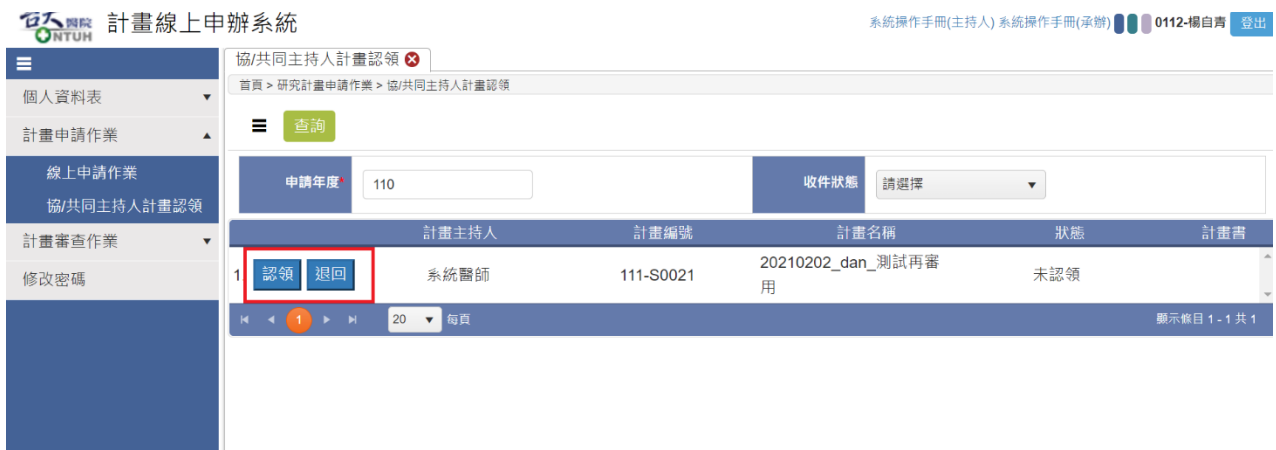 台大醫院 NTUH 計畫線上申辦系統
系統操作手冊(主持人) 系統操作手冊(承辦) 0112-楊自青 登出
協/共同主持人計畫認領
首頁 > 研究計畫申請作業 > 協/共同主持人計畫認領
個人資料表
計畫申請作業
線上申請作業
協/共同主持人計畫認領
計畫審查作業
修改密碼
查詢
申請年度* 110 收件狀態 請選擇
計畫主持人 計畫編號 計畫名稱 狀態 計畫書
1 認領 退回 系統醫師 111-S0021 20210202_dan_測試再審
用 未認領
1 20 每頁 顯示條目 1 - 1 共 1